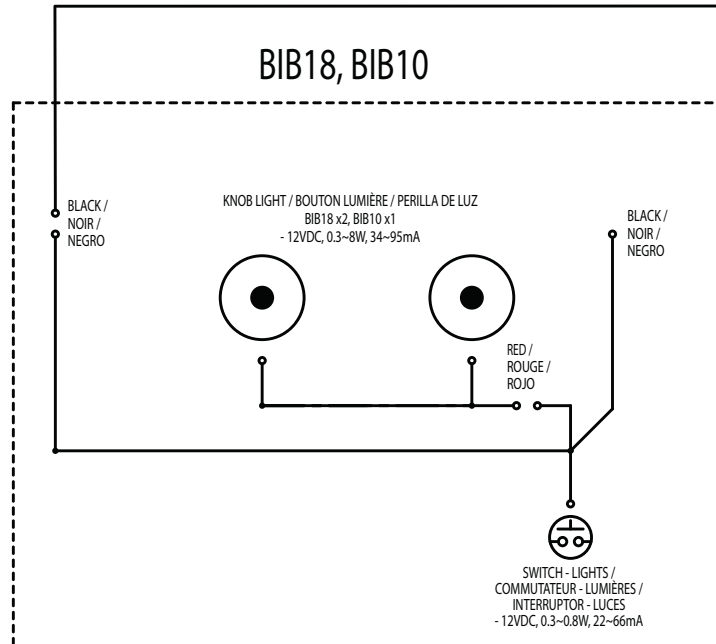 BIB18, BIB10
BLACK /
NOIR /
NEGRO
KNOB LIGHT / BOUTON LUMIÈRE / PERILLA DE LUZ
BIB18 x2, BIB10 x1
- 12VDC, 0.3~8W, 34~95mA
BLACK /
NOIR /
NEGRO
RED /
ROUGE /
ROJO
SWITCH - LIGHTS /
COMMUTATEUR - LUMIÈRES /
INTERRUPTOR - LUCES
- 12VDC, 0.3~0.8W, 22~66mA